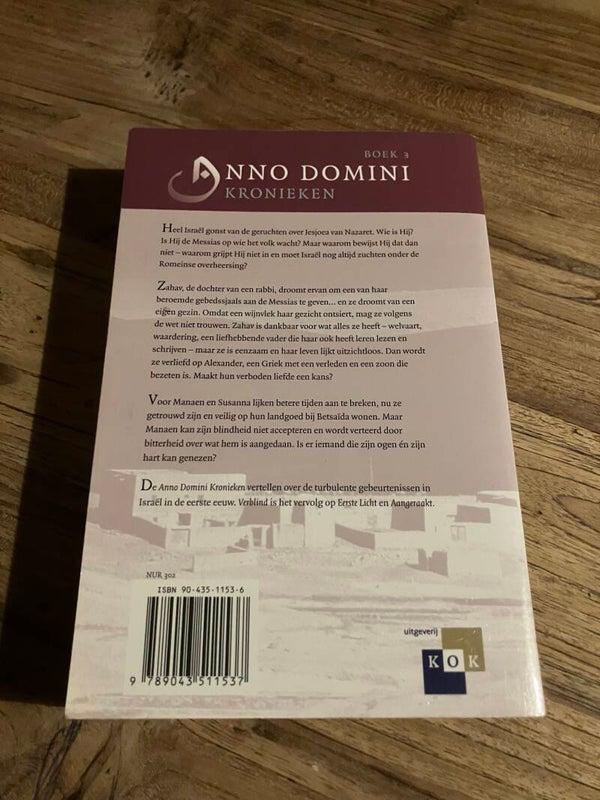 BOEK 3
ANNO DOMINI
KRONIEKEN
Heel Israël gonst van de geruchten over Jesjoea van Nazaret. Wie is Hij?
Is Hij de Messias op wie het volk wacht? Maar waarom bewijst Hij dat dan
niet – waarom grijpt Hij niet in en moet Israël nog altijd zuchten onder de
Romeinse overheersing?
Zahav, de dochter van een rabbi, droomt ervan om een van haar
beroemde gebedssjaals aan de Messias te geven... en ze droomt van een
eigen gezin. Omdat een wijnvlek haar gezicht ontsiert, mag ze volgens
de wet niet trouwen. Zahav is dankbaar voor wat alles ze heeft – welvaart,
waardering, een liefhebbende vader die haar ook heeft leren lezen en
schrijven – maar ze is eenzaam en haar leven lijkt uitzichtloos. Dan wordt
ze verliefd op Alexander, een Griek met een verleden en een zoon die
bezeten is. Maakt hun verboden liefde een kans?
Voor Manaen en Susanna lijken betere tijden aan te breken, nu ze
getrouwd zijn en veilig op hun landgoed bij Betsaïda wonen. Maar
Manaen kan zijn blindheid niet accepteren en wordt verteerd door
bitterheid over wat hem is aangedaan. Is er iemand die zijn ogen én zijn
hart kan genezen?
De Anno Domini Kronieken vertellen over de turbulente gebeurtenissen in
Israël in de eerste eeuw. Verblind is het vervolg op Eerste Licht en Aangeraakt.
NUR 302
ISBN 90-435-1153-6
9 789043 511537
uitgeverij
KOK